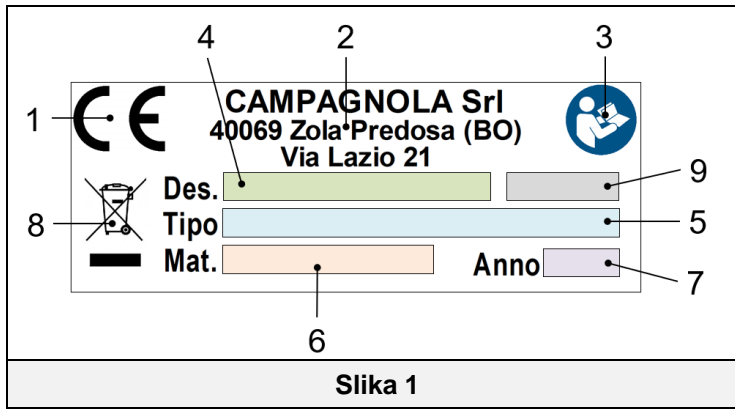 4 2 3
1 CE CAMPAGNOLA Srl
40069 Zola Predosa (BO)
Via Lazio 21
Des. 9
8 Tipo 5
Mat. Anno 7
6
Slika 1